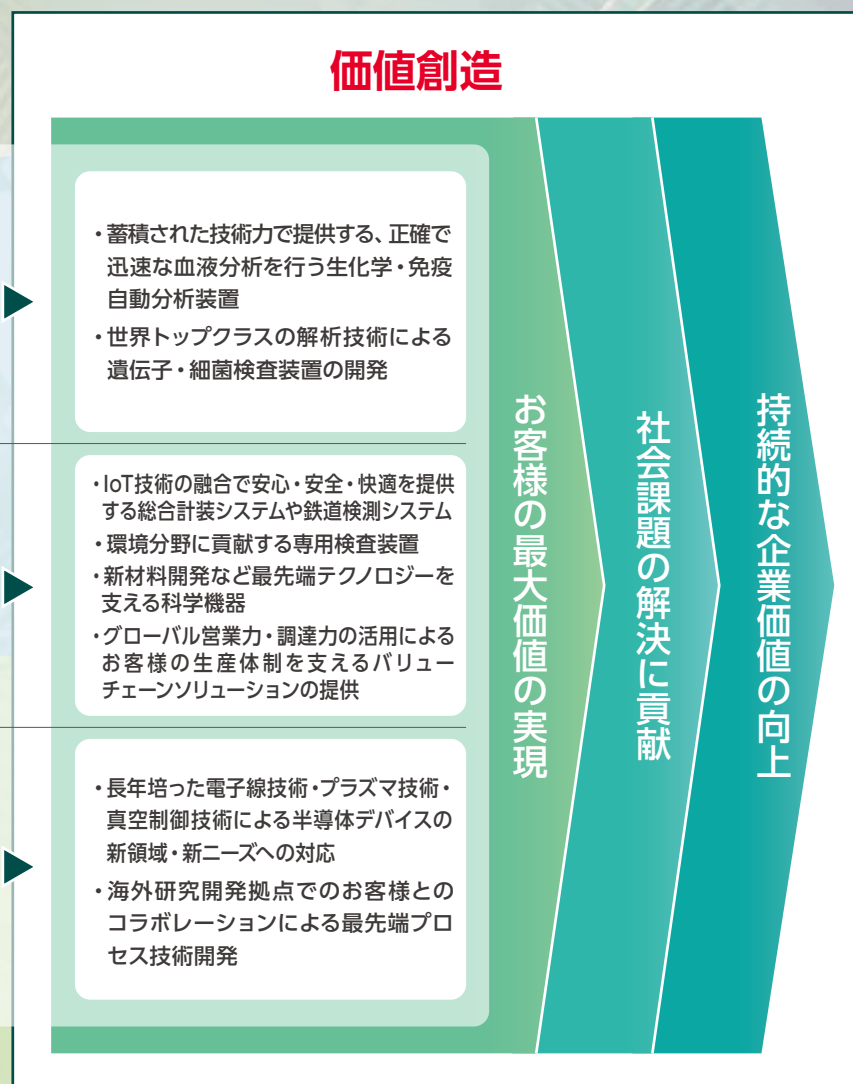 価値創造
・蓄積された技術力で提供する、正確で
迅速な血液分析を行う生化学・免疫
自動分析装置
・世界トップクラスの解析技術による
遺伝子・細菌検査装置の開発
・IoT技術の融合で安心・安全・快適を提供
する総合計装システムや鉄道検測システム
・環境分野に貢献する専用検査装置
・新材料開発など最先端テクノロジーを
支える科学機器
・グローバル営業力・調達力の活用による
お客様の生産体制を支えるバリュー
チェーンソリューションの提供
・長年培った電子線技術・プラズマ技術・
真空制御技術による半導体デバイスの
新領域・新ニーズへの対応
・海外研究開発拠点でのお客様との
コラボレーションによる最先端プロ
セス技術開発
お客様の最大価値の実現
社会課題の解決に貢献
持続的な企業価値の向上